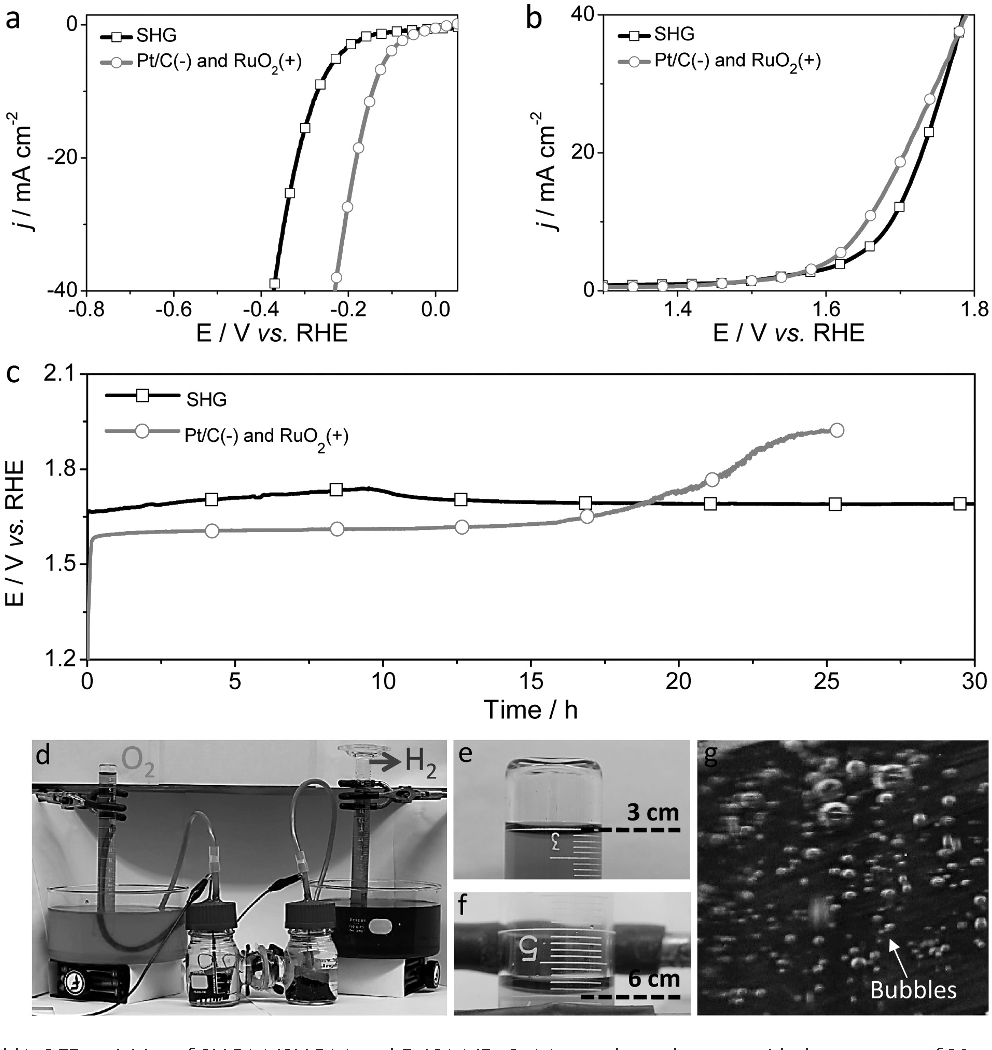 a
SHG
Pt/C(-) and RuO2(+)
0
-20
-40
j / mA cm-2
-0.8 -0.6 -0.4 -0.2 0.0
E / V vs. RHE
b
SHG
Pt/C(-) and RuO2(+)
40
20
0
j / mA cm-2
1.4 1.6 1.8
E / V vs. RHE
c
SHG
Pt/C(-) and RuO2(+)
2.1
1.8
1.5
1.2
E / V vs. RHE
0 5 10 15 20 25 30
Time / h
d
O2
H2
e
3 cm
3
f
5
6 cm
g
Bubbles